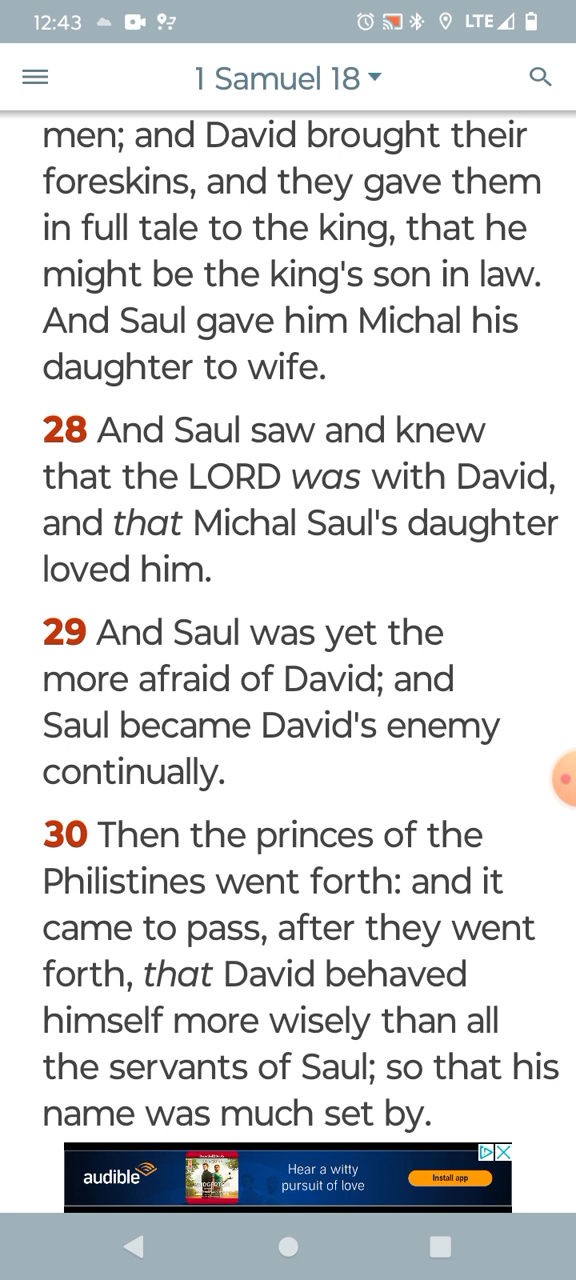 12:43
LTE
1 Samuel 18
men; and David brought their
foreskins, and they gave them
in full tale to the king, that he
might be the king's son in law.
And Saul gave him Michal his
daughter to wife.
28 And Saul saw and knew
that the LORD was with David,
and that Michal Saul's daughter
loved him.
29 And Saul was yet the
more afraid of David; and
Saul became David's enemy
continually.
30 Then the princes of the
Philistines went forth: and it
came to pass, after they went
forth, that David behaved
himself more wisely than all
the servants of Saul; so that his
name was much set by.
audible
Hear a witty
pursuit of love
Install app